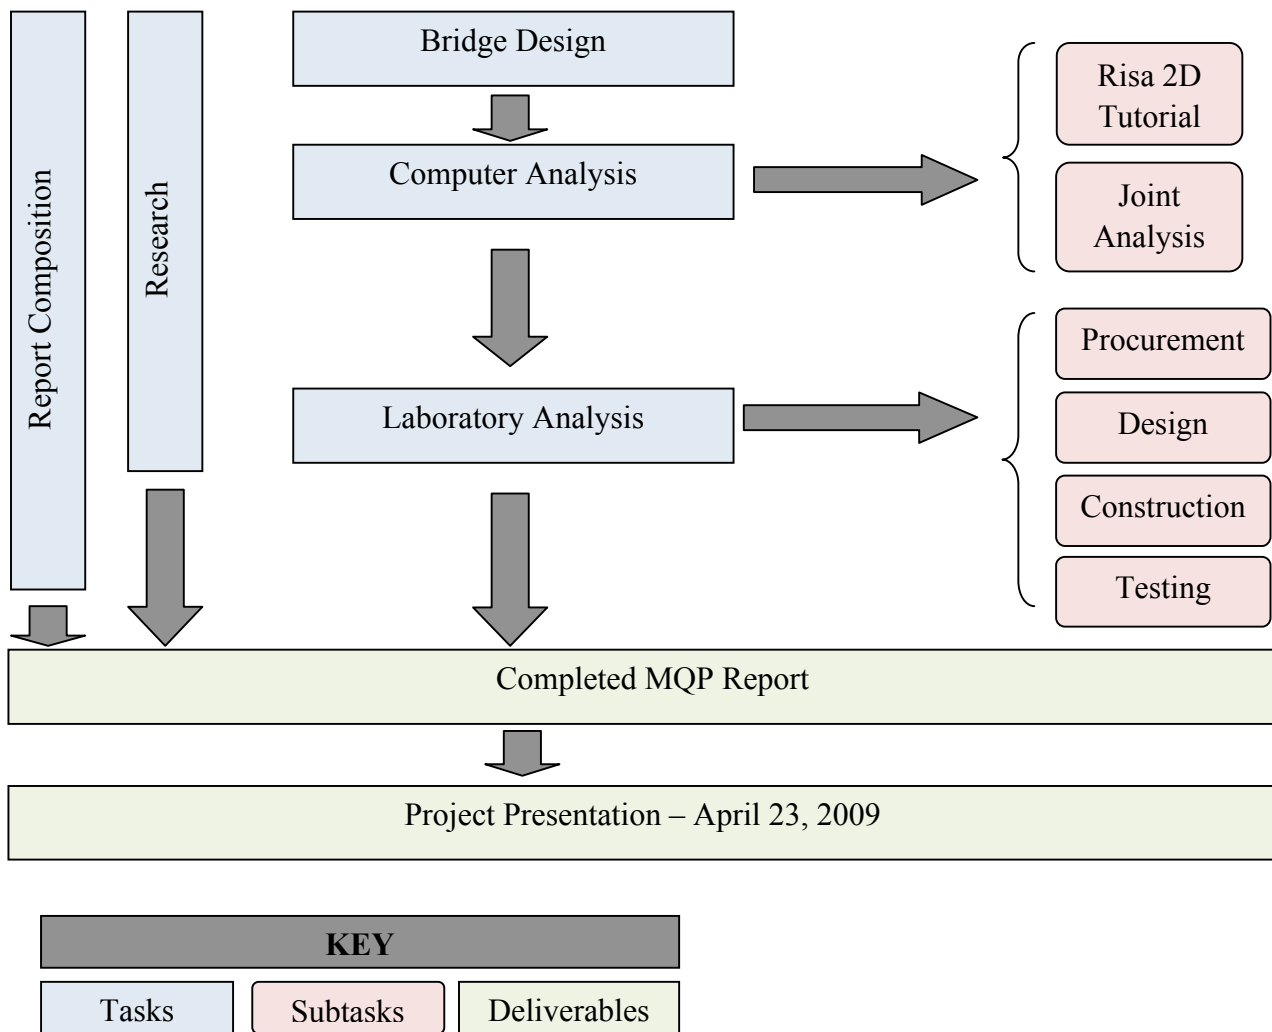 Report Composition
Research
Bridge Design
Computer Analysis
Risa 2D
Tutorial
Joint
Analysis
Laboratory Analysis
Procurement
Design
Construction
Testing
Completed MQP Report
Project Presentation – April 23, 2009
KEY
Tasks
Subtasks
Deliverables